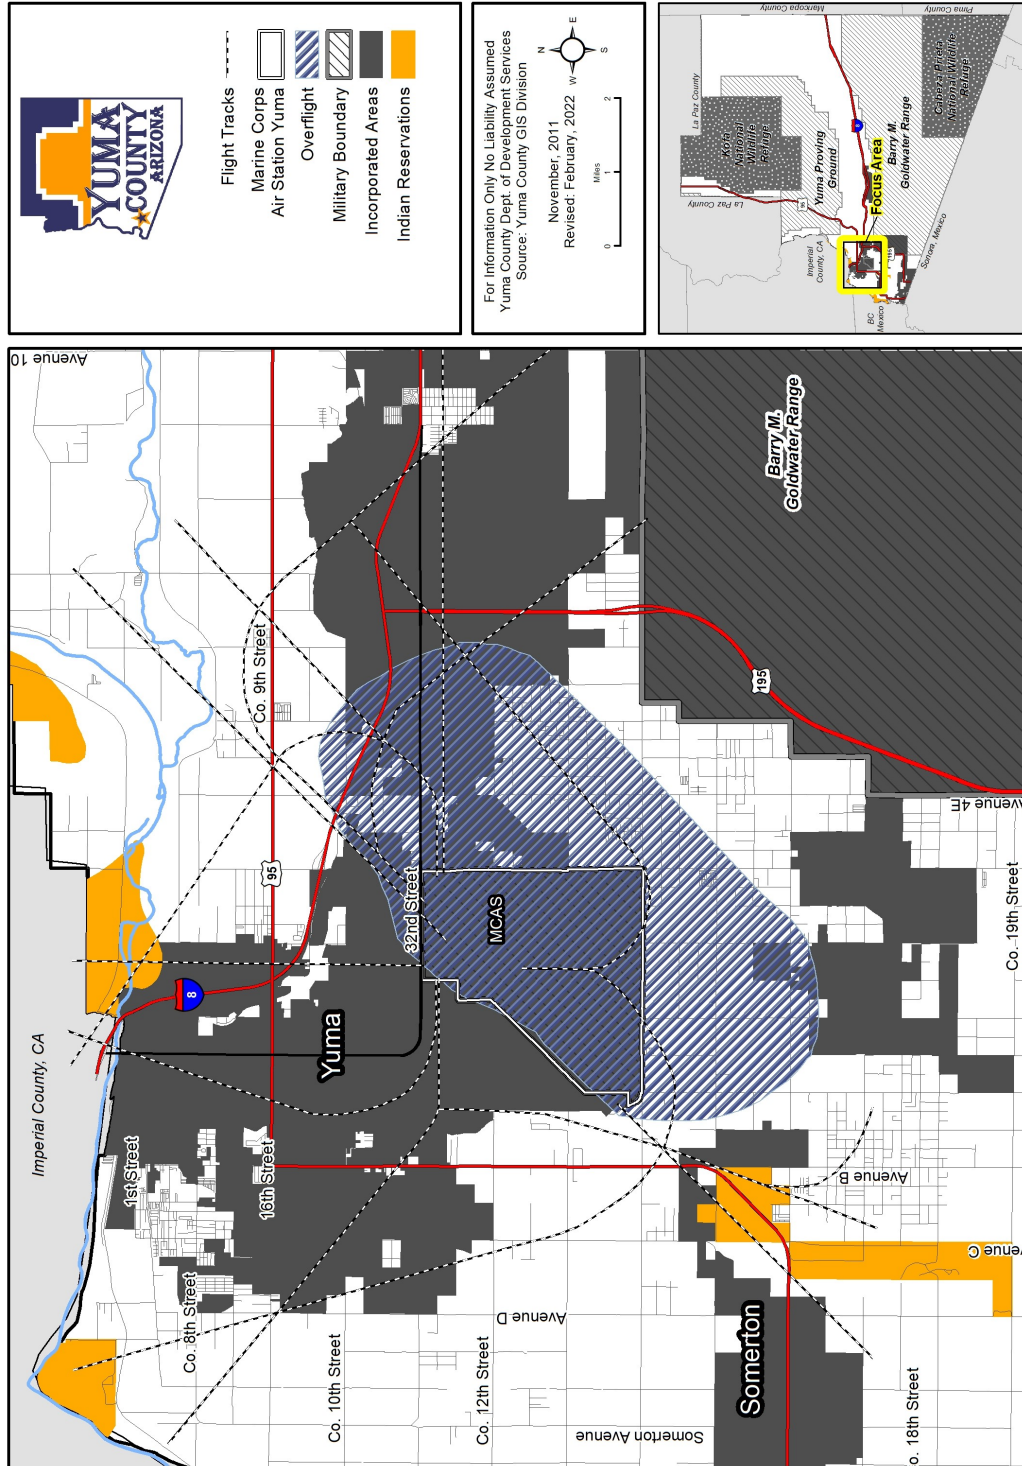 YUMA
COUNTY
ARIZONA
Flight Tracks
Marine Corps
Air Station Yuma
Overflight
Military Boundary
Incorporated Areas
Indian Reservations
For Information Only No Liability Assumed
Yuma County Dept. of Development Services
Source: Yuma County GIS Division
November, 2011
Revised: February, 2022
N
E
S
W
Miles
0
1
2
Maricopa County
Pima County
La Paz County
La Paz County
Kofa
National
Wildlife
Refuge
Cabeza Prieta
National Wildlife
Refuge
Yuma Proving
Ground
Barry M.
Goldwater Range
95
8
Focus Area
Imperial
County, CA
195
BC
Mexico
Sonora, Mexico
Avenue 10
Imperial County, CA
Co. 9th Street
95
8
32nd Street
Yuma
MCAS
1st Street
16th Street
Co. 8th Street
Co. 10th Street
Co. 12th Street
Avenue D
Somerton Avenue
Somerton
Avenue B
Avenue 4E
Co. 19th Street
195
Barry M.
Goldwater Range